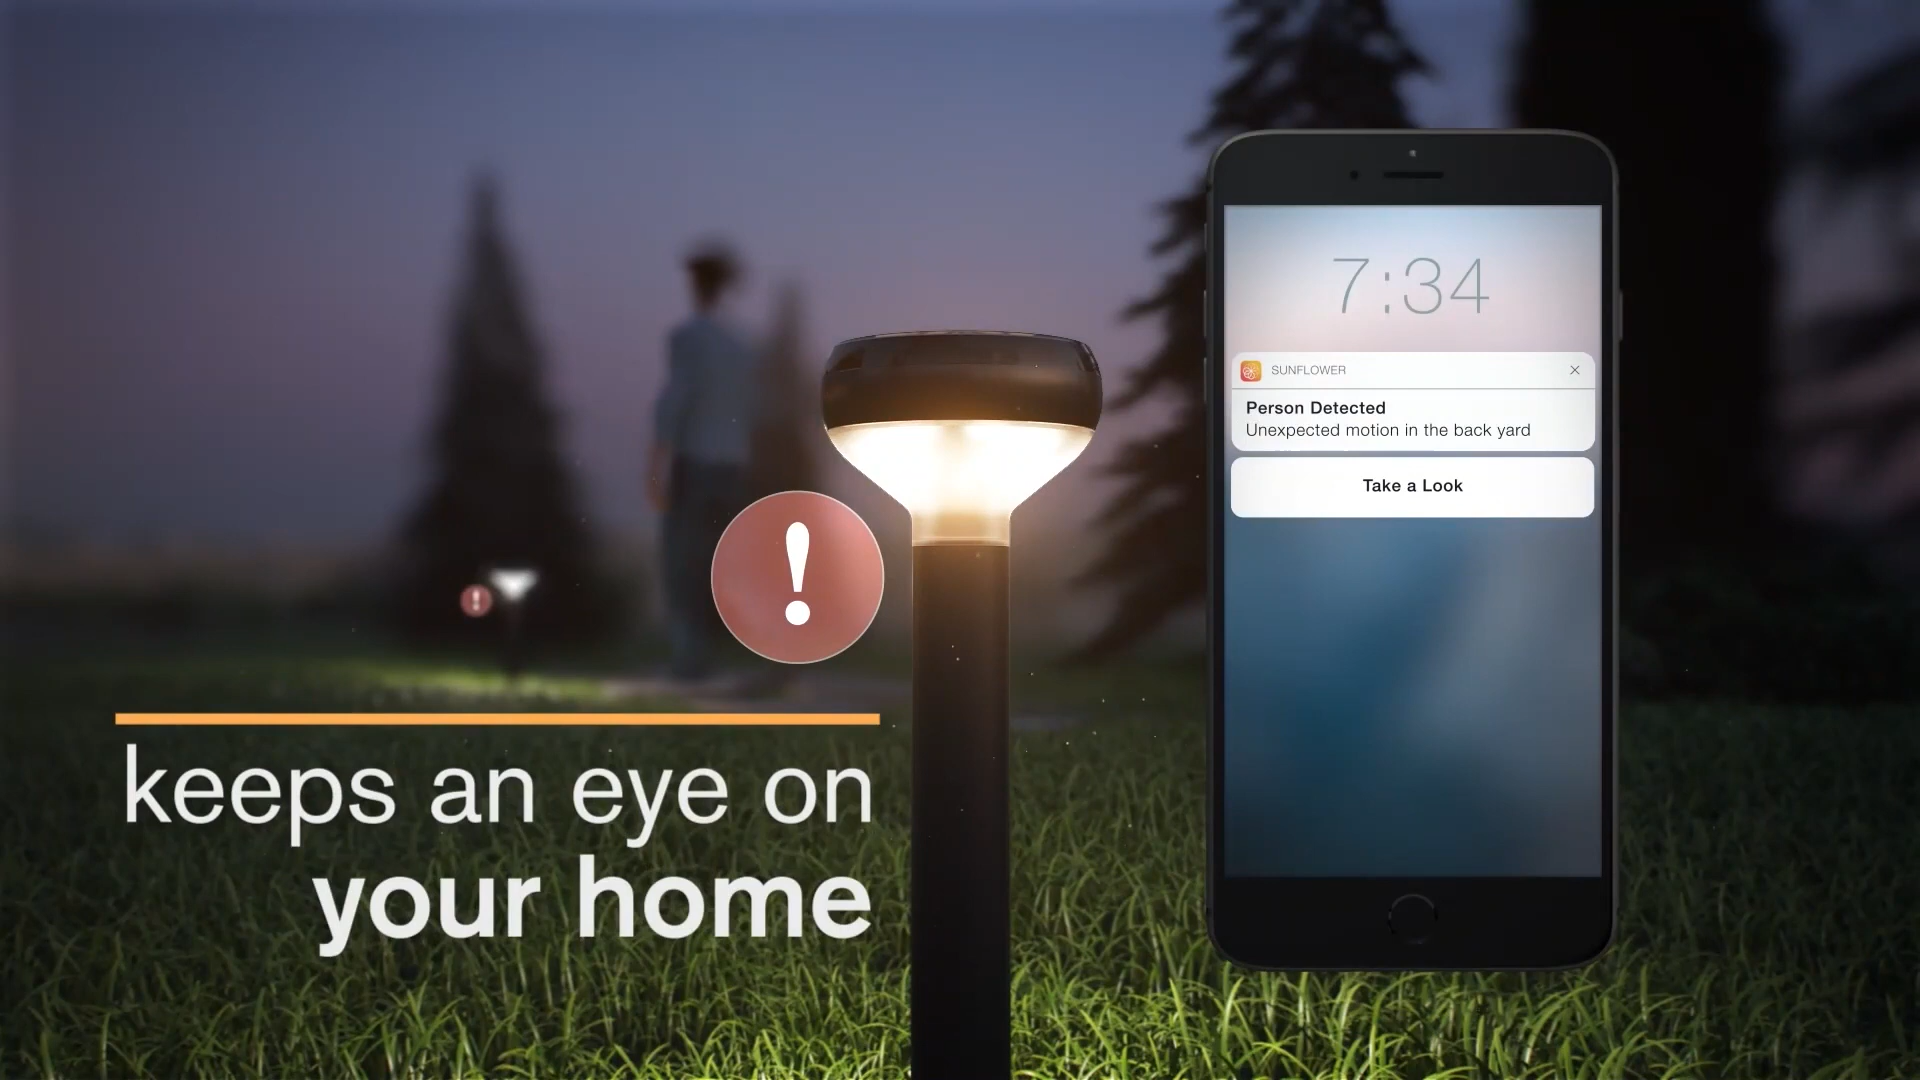 7:34
SUNFLOWER
Person Detected
Unexpected motion in the back yard
Take a Look
!
!
keeps an eye on
your home